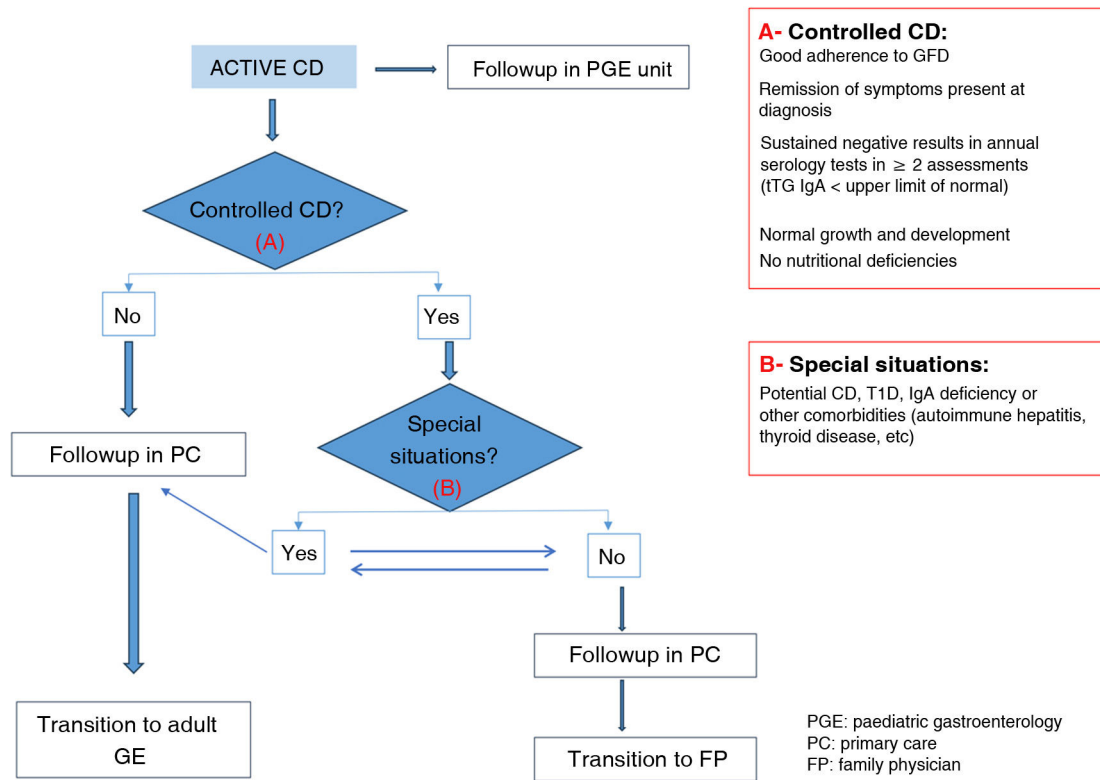 ACTIVE CD
Followup in PGE unit
Controlled CD?
(A)
No
Yes
Followup in PC
Special
situations?
(B)
Yes
No
Followup in PC
Transition to adult
GE
Transition to FP
A- Controlled CD:
Good adherence to GFD
Remission of symptoms present at
diagnosis
Sustained negative results in annual
serology tests in ≥ 2 assessments
(tTG IgA < upper limit of normal)
Normal growth and development
No nutritional deficiencies
B- Special situations:
Potential CD, T1D, IgA deficiency or
other comorbidities (autoimmune hepatitis,
thyroid disease, etc)
PGE: paediatric gastroenterology
PC: primary care
FP: family physician